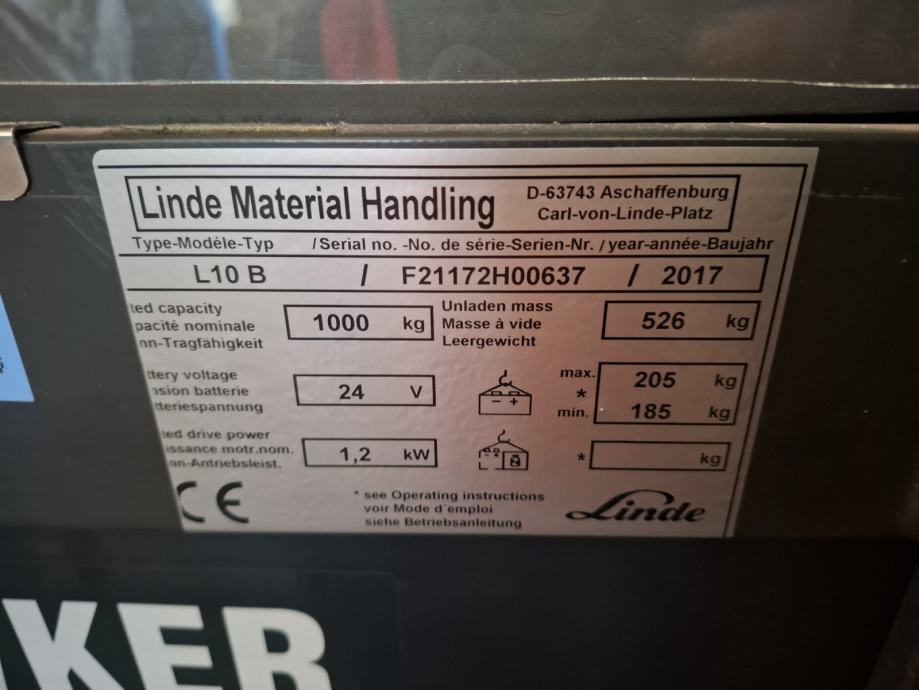 Linde Material Handling
D-63743 Aschaffenburg
Carl-von-Linde-Platz
Type-Modéle-Typ /Serial no. -No. de série-Serien-Nr. /year-année-Baujahr
L10 B / F21172H00637 / 2017
ted capacity
pacité nominale
nn-Tragfähigkeit
1000 kg
Unladen mass
Masse à vide
Leergewicht
526 kg
ttery voltage
nsion batterie
tteriespannung
24 V
- +
max. 205 kg
*
min. 185 kg
ted drive power
issance motr.nom.
nn-Antriebsleist.
1,2 kW
* kg
CE
* see Operating instructions
voir Mode d'emploi
siehe Betriebsanleitung
Linde
KER